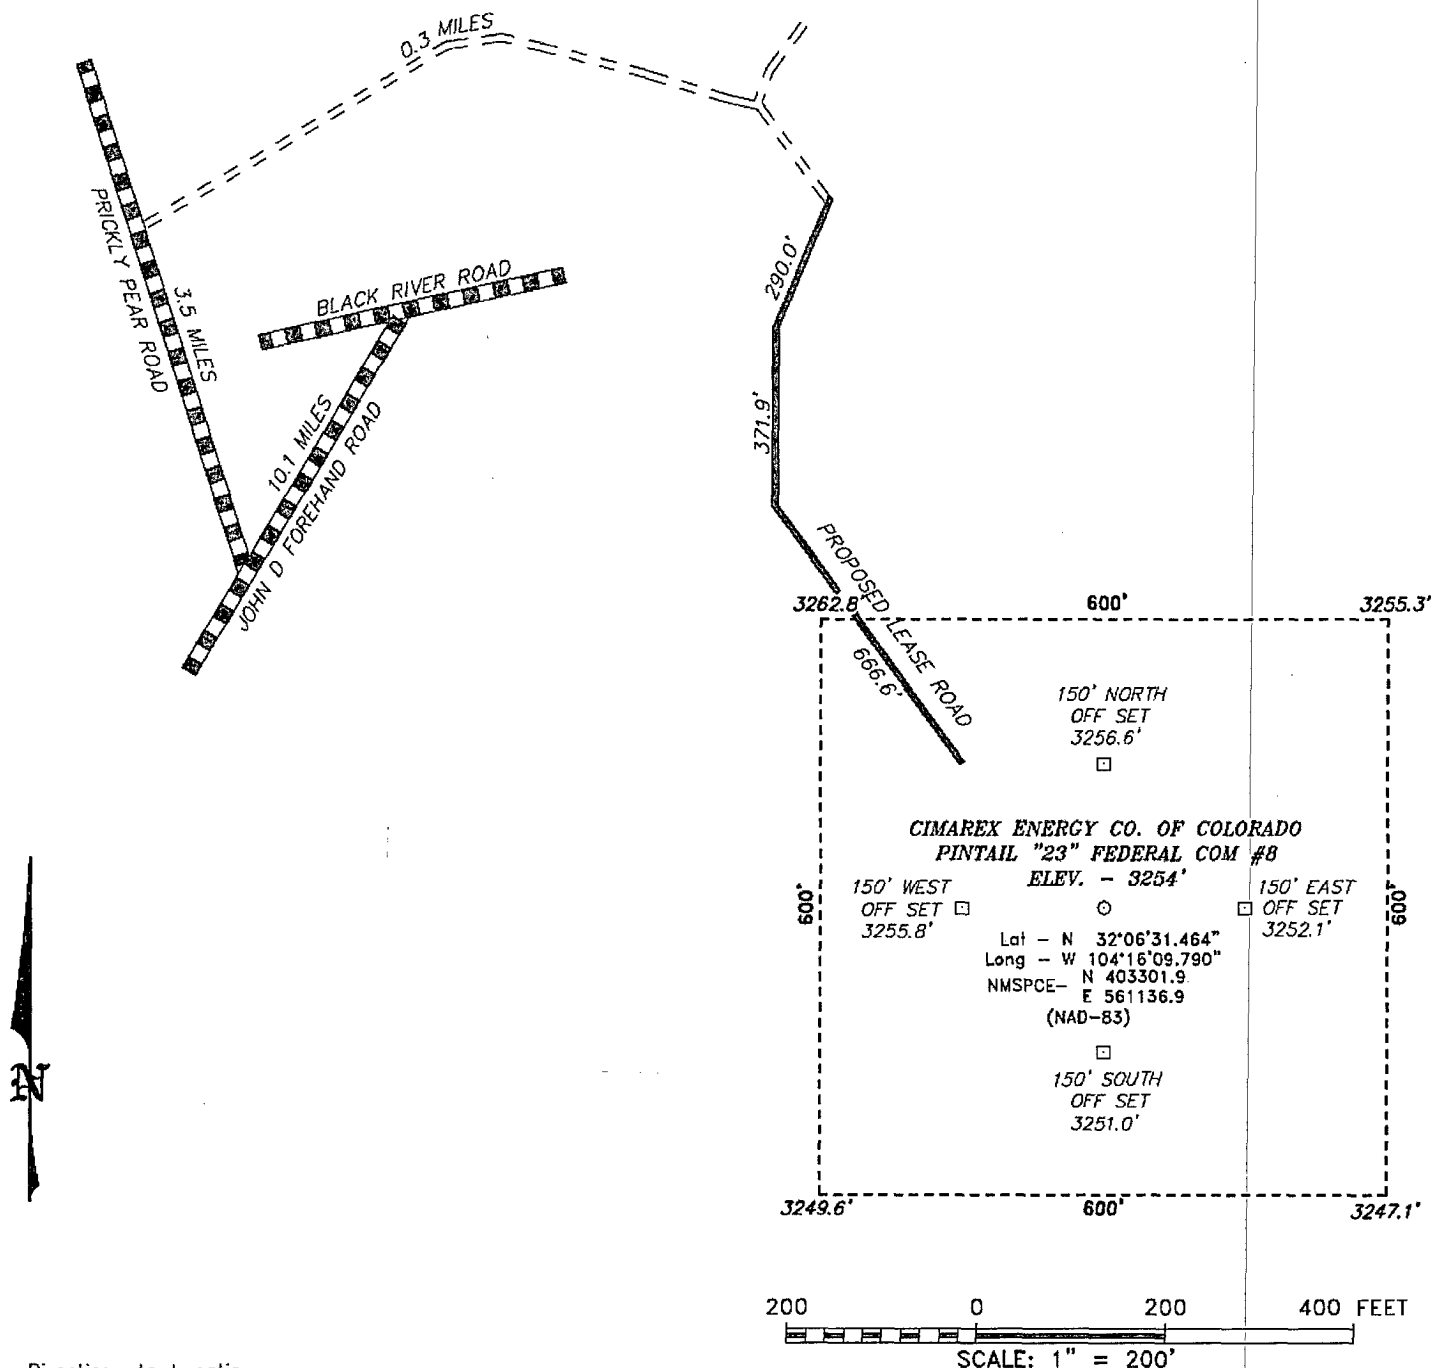 0.3 MILES
PRICKLY PEAR ROAD
3.5 MILES
BLACK RIVER ROAD
10.1 MILES
JOHN D FOREHAND ROAD
290.0'
371.9'
PROPOSED LEASE ROAD
666.6'
3262.8'
600'
3255.3'
150' NORTH
OFF SET
3256.6'
CIMAREX ENERGY CO. OF COLORADO
PINTAIL "23" FEDERAL COM #8
ELEV. - 3254'
600'
150' WEST
OFF SET
3255.8'
150' EAST
OFF SET
3252.1'
600'
Lat - N 32°06'31.464"
Long - W 104°16'09.790"
NMSPCE- N 403301.9
E 561136.9
(NAD-83)
150' SOUTH
OFF SET
3251.0'
3249.6'
600'
3247.1'
N
200 0 200 400 FEET
SCALE: 1" = 200'